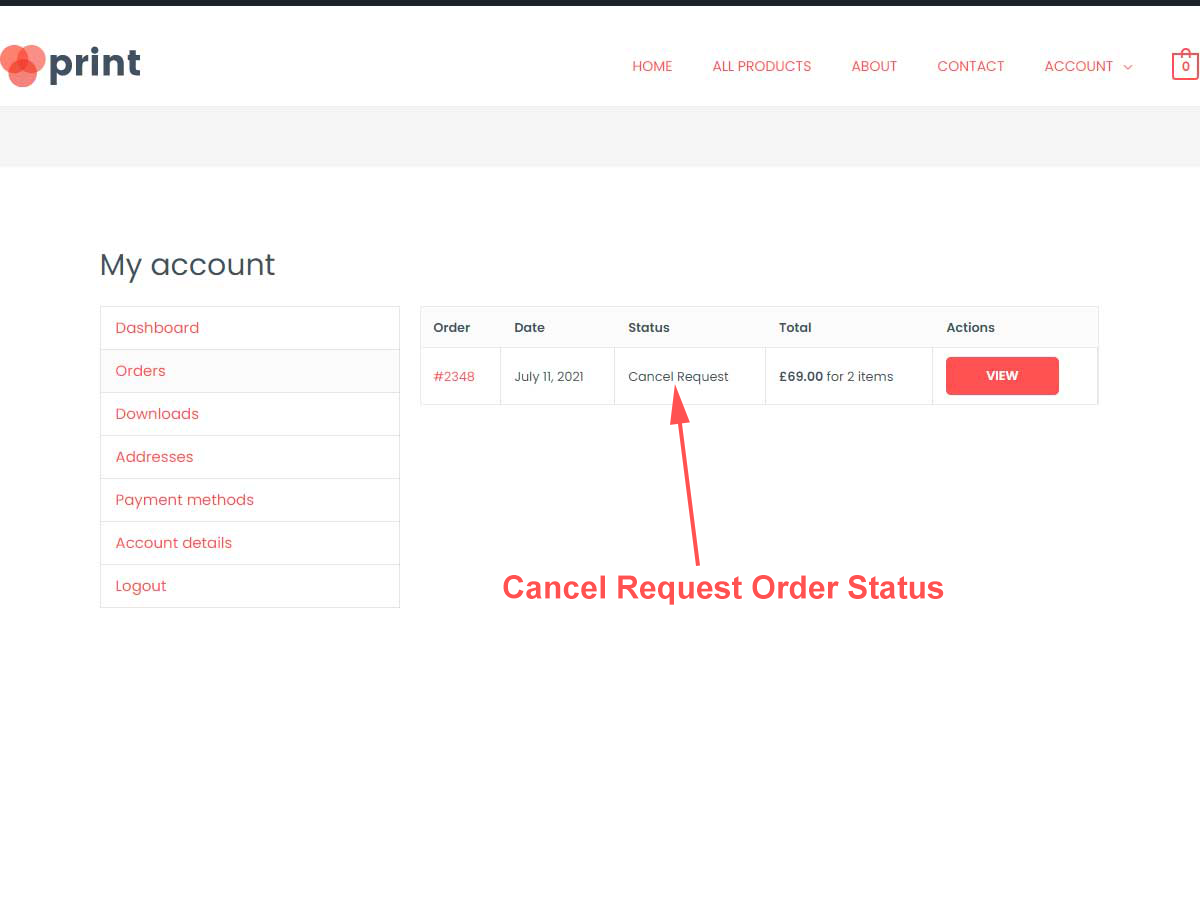 print
HOME ALL PRODUCTS ABOUT CONTACT ACCOUNT 0
My account
Dashboard
Orders
Downloads
Addresses
Payment methods
Account details
Logout
Order Date Status Total Actions
#2348 July 11, 2021 Cancel Request £69.00 for 2 items VIEW
Cancel Request Order Status